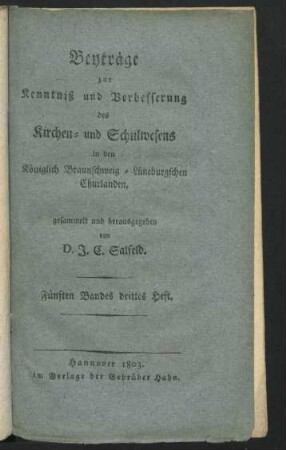 Beyträge
zur
Kenntniß und Verbesserung
des
Kirchen- und Schulwesens
in den
Königlich Braunschweig-Lüneburgschen
Churlanden,
gesammelt und herausgegeben
von
D. J. C. Salfeld.
Fünften Bandes drittes Heft.
Hannover 1803.
Im Verlage der Gebrüder Hahn.